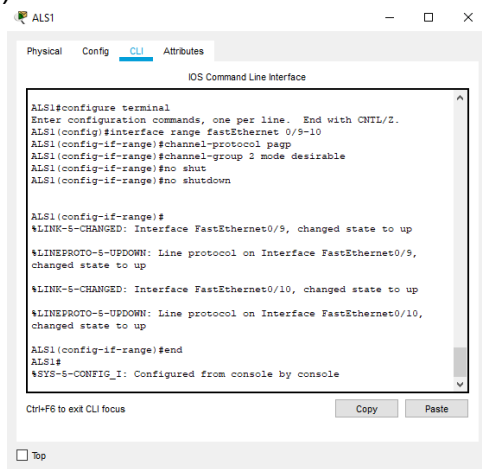 ALS1
Physical Config CLI Attributes
IOS Command Line Interface
ALS1#configure terminal
Enter configuration commands, one per line. End with CNTL/Z.
ALS1(config)#interface range fastEthernet 0/9-10
ALS1(config-if-range)#channel-protocol pagp
ALS1(config-if-range)#channel-group 2 mode desirable
ALS1(config-if-range)#no shut
ALS1(config-if-range)#no shutdown
ALS1(config-if-range)#
%LINK-5-CHANGED: Interface FastEthernet0/9, changed state to up
%LINEPROTO-5-UPDOWN: Line protocol on Interface FastEthernet0/9,
changed state to up
%LINK-5-CHANGED: Interface FastEthernet0/10, changed state to up
%LINEPROTO-5-UPDOWN: Line protocol on Interface FastEthernet0/10,
changed state to up
ALS1(config-if-range)#end
ALS1#
%SYS-5-CONFIG_I: Configured from console by console
Ctrl+F6 to exit CLI focus
Copy Paste
Top